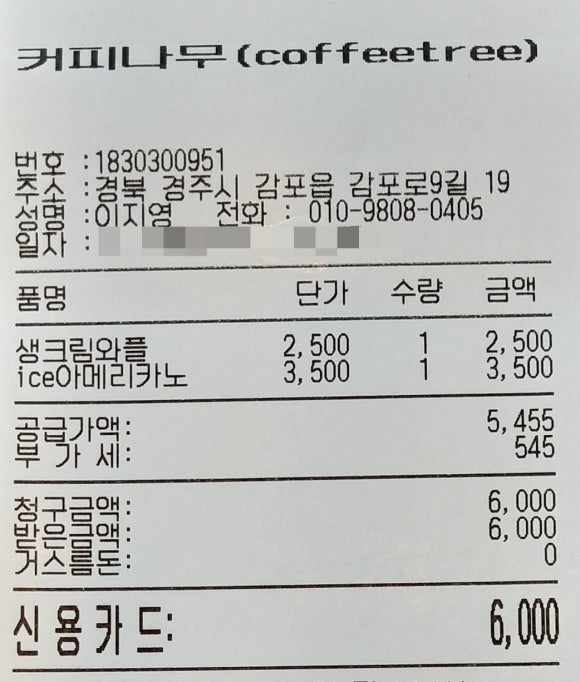 커피나무(coffeetree)
번호 :1830300951
주소 :경북 경주시 감포읍 감포로9길 19
성명 :이지영 전화 : 010-9808-0405
일자 :
품명 단가 수량 금액
생크림와플 2,500 1 2,500
ice아메리카노 3,500 1 3,500
공급가액: 5,455
부 가 세: 545
청구금액: 6,000
받은금액: 6,000
거스름돈: 0
신용카드: 6,000